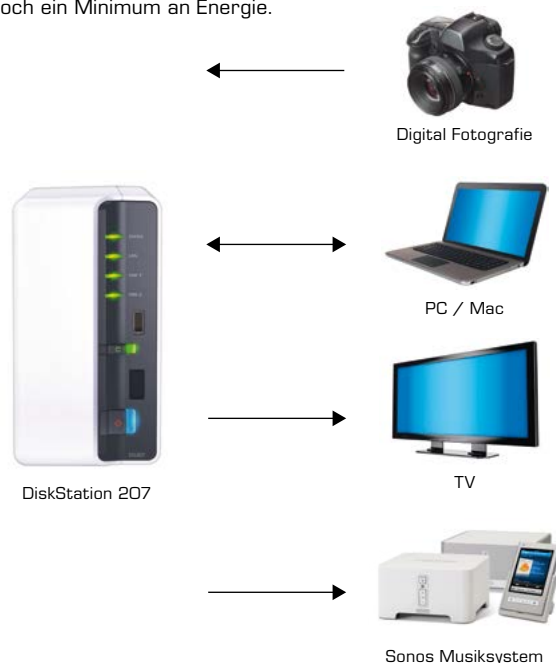 och ein Minimum an Energie.
Digital Fotografie
PC / Mac
DiskStation 207
TV
Sonos Musiksystem